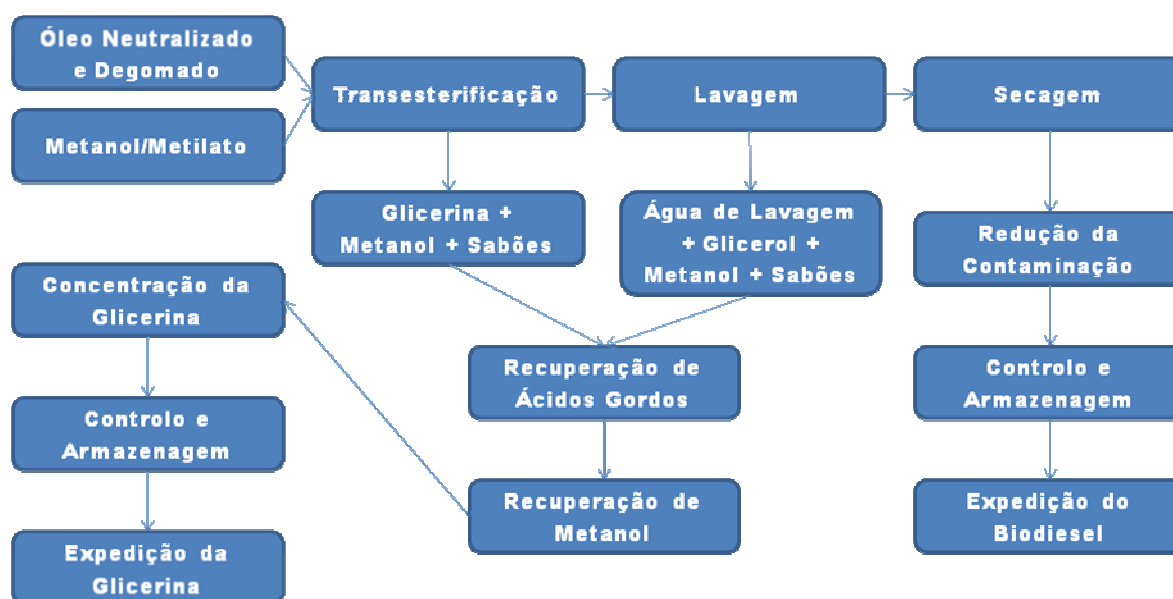 Óleo Neutralizado
e Degomado
Metanol/Metilato
Transesterificação
Lavagem
Secagem
Glicerina +
Metanol + Sabões
Água de Lavagem
+ Glicerol +
Metanol + Sabões
Redução da
Contaminação
Concentração da
Glicerina
Recuperação de
Ácidos Gordos
Controlo e
Armazenagem
Controlo e
Armazenagem
Recuperação de
Metanol
Expedição do
Biodiesel
Expedição da
Glicerina